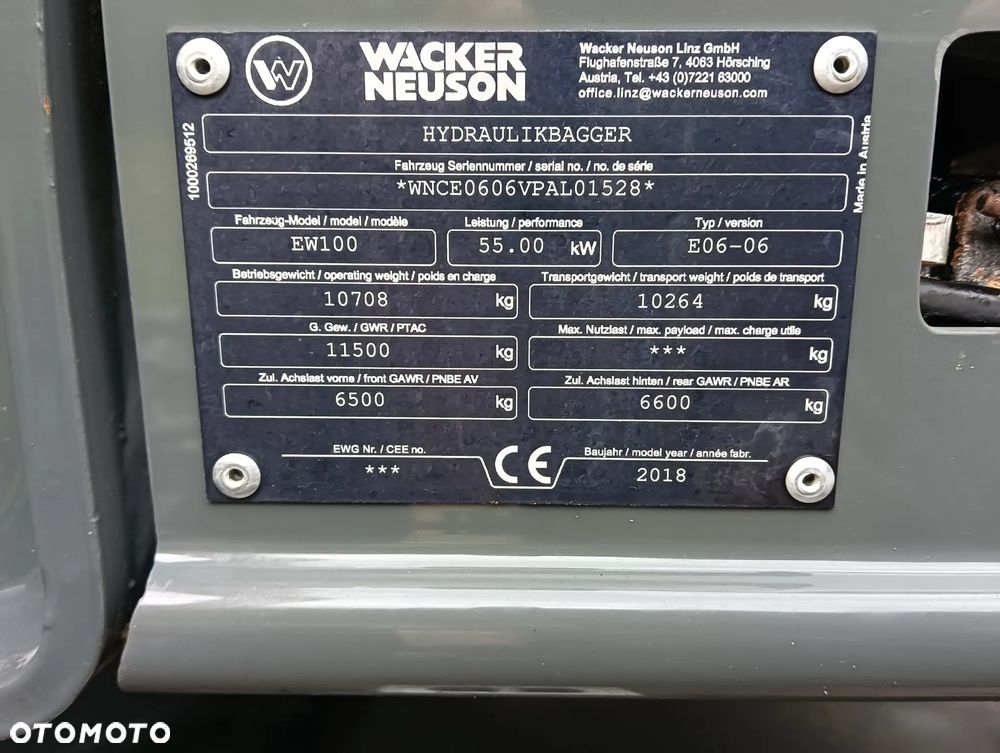 WACKER
NEUSON
Wacker Neuson Linz GmbH
Flughafenstraße 7, 4063 Hörsching
Austria, Tel. +43 (0)7221 63000
office.linz@wackerneuson.com
1000269512
HYDRAULIKBAGGER
Made in Austria
Fahrzeug Seriennummer / serial no. / no. de série
*WNCE0606VPAL01528*
Fahrzeug-Model / model / modèle
EW100
Leistung / performance
55.00 kW
Typ / version
E06-06
Betriebsgewicht / operating weight / poids en charge
10708 kg
Transportgewicht / transport weight / poids de transport
10264 kg
G. Gew. / GWR / PTAC
11500 kg
Max. Nutzlast / max. payload / max. charge utile
*** kg
Zul. Achslast vorne / front GAWR / PNBE AV
6500 kg
Zul. Achslast hinten / rear GAWR / PNBE AR
6600 kg
EWG Nr. / CEE no.
***
CE
Baujahr / model year / année fabr.
2018
OTOMOTO